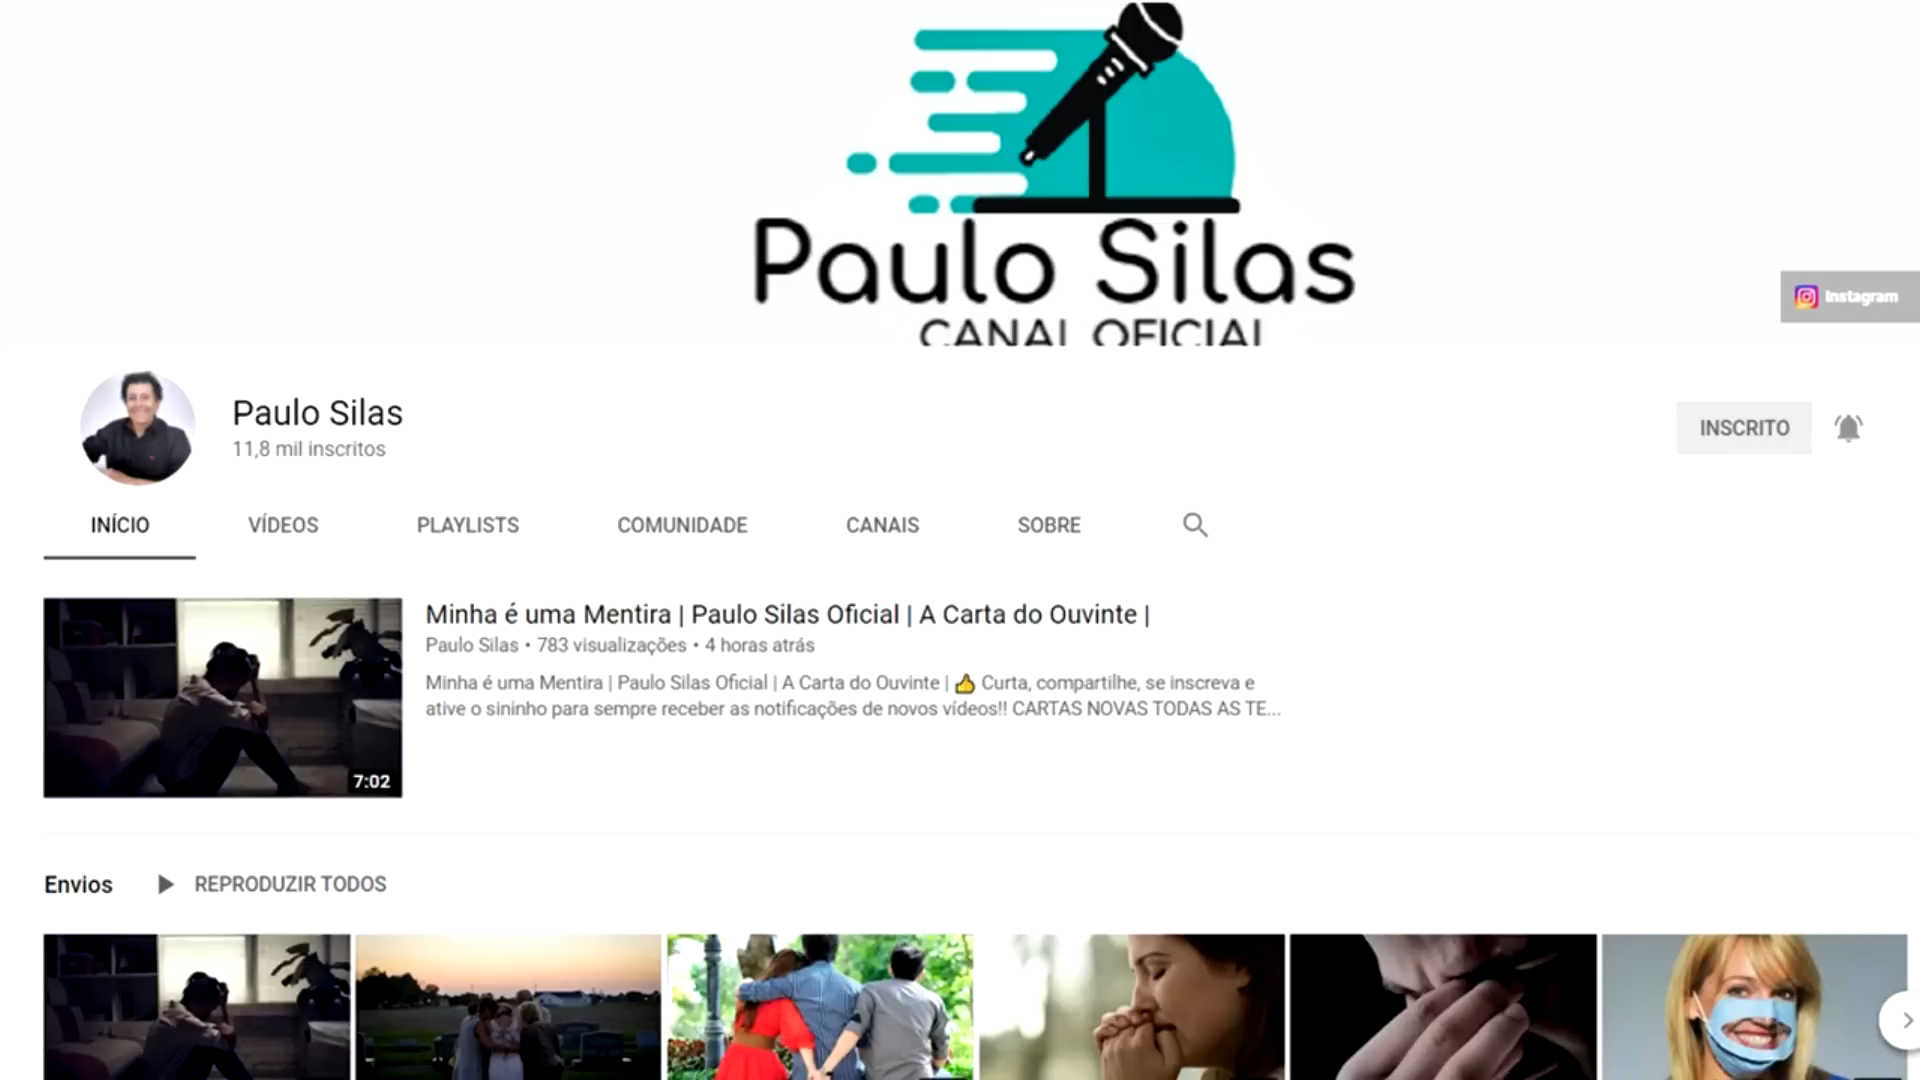 Paulo Silas
CANAL OFICIAL
Instagram
Paulo Silas
11,8 mil inscritos
INSCRITO
INÍCIO VÍDEOS PLAYLISTS COMUNIDADE CANAIS SOBRE
Minha é uma Mentira | Paulo Silas Oficial | A Carta do Ouvinte |
Paulo Silas • 783 visualizações • 4 horas atrás
Minha é uma Mentira | Paulo Silas Oficial | A Carta do Ouvinte | 👍 Curta, compartilhe, se inscreva e
ative o sininho para sempre receber as notificações de novos vídeos!! CARTAS NOVAS TODAS AS TE...
7:02
Envios REPRODUZIR TODOS